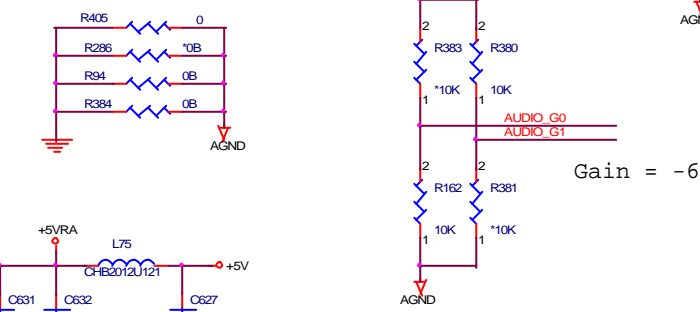 R405 0
R286 *0B
R94 0B
R384 0B
AGND
+5VRA
L75
CHB2012U121
+5V
C631
C632
C627
2 2
R383 R380
*10K 10K
1 1
AUDIO_G0
AUDIO_G1
Gain = -6
2 2
R162 R381
10K *10K
1 1
AGND
AG